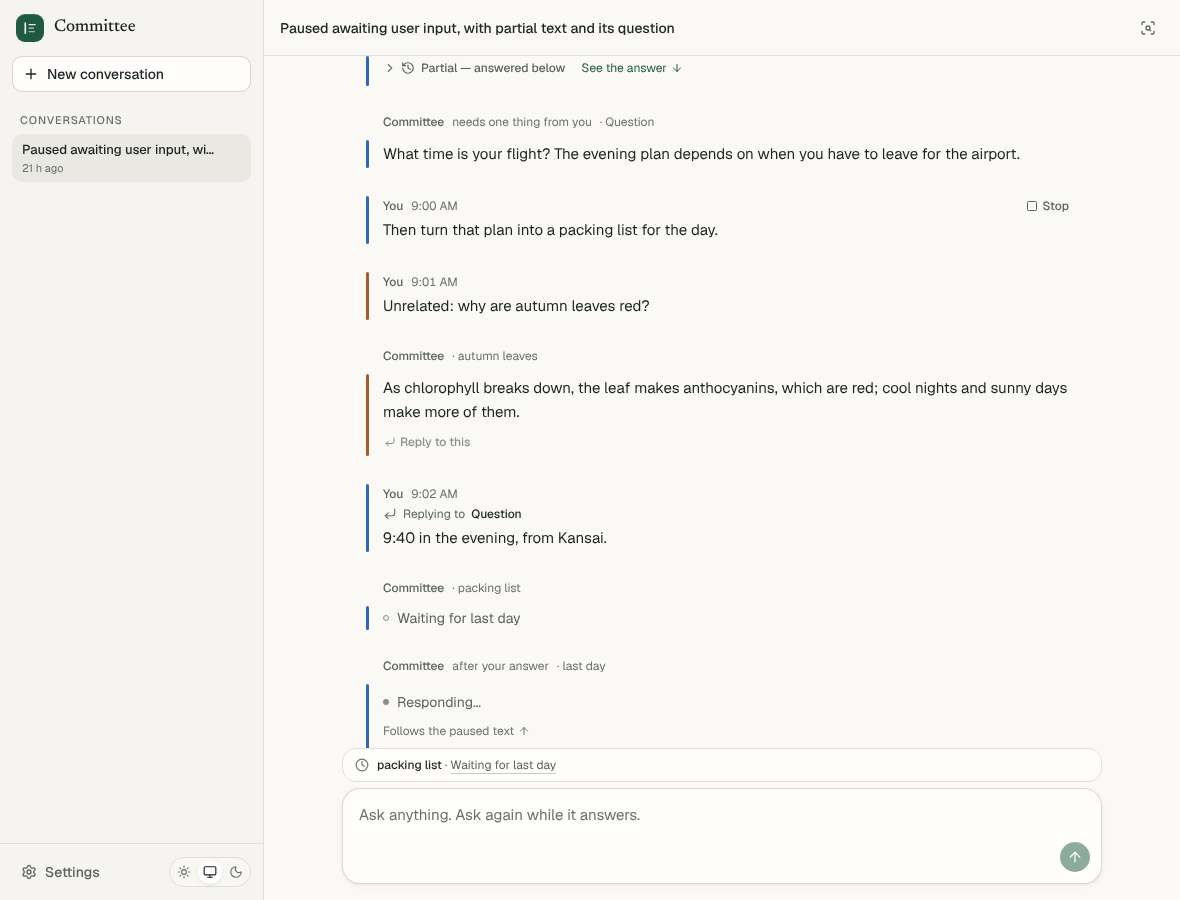 Committee
New conversation
CONVERSATIONS
Paused awaiting user input, wi...
21 h ago
Settings
Paused awaiting user input, with partial text and its question
Partial — answered below See the answer ↓
Committee needs one thing from you · Question
What time is your flight? The evening plan depends on when you have to leave for the airport.
You 9:00 AM Stop
Then turn that plan into a packing list for the day.
You 9:01 AM
Unrelated: why are autumn leaves red?
Committee · autumn leaves
As chlorophyll breaks down, the leaf makes anthocyanins, which are red; cool nights and sunny days
make more of them.
Reply to this
You 9:02 AM
Replying to Question
9:40 in the evening, from Kansai.
Committee · packing list
Waiting for last day
Committee after your answer · last day
Responding...
Follows the paused text ↑
packing list · Waiting for last day
Ask anything. Ask again while it answers.